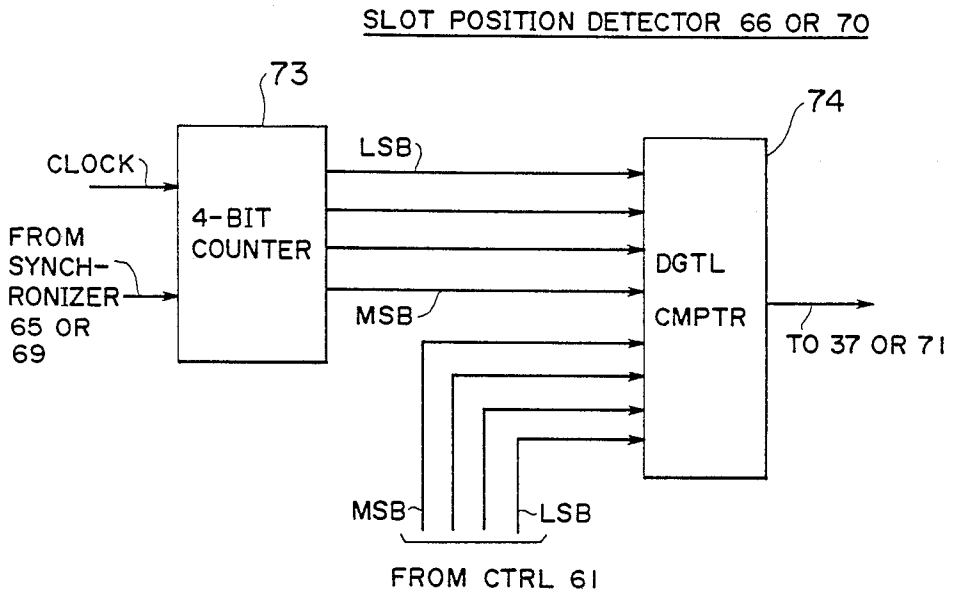 SLOT POSITION DETECTOR 66 OR 70
73
74
CLOCK
LSB
4-BIT
COUNTER
FROM
SYNCH-
RONIZER
65 OR
69
MSB
DGTL
CMPTR
TO 37 OR 71
MSB
LSB
FROM CTRL 61